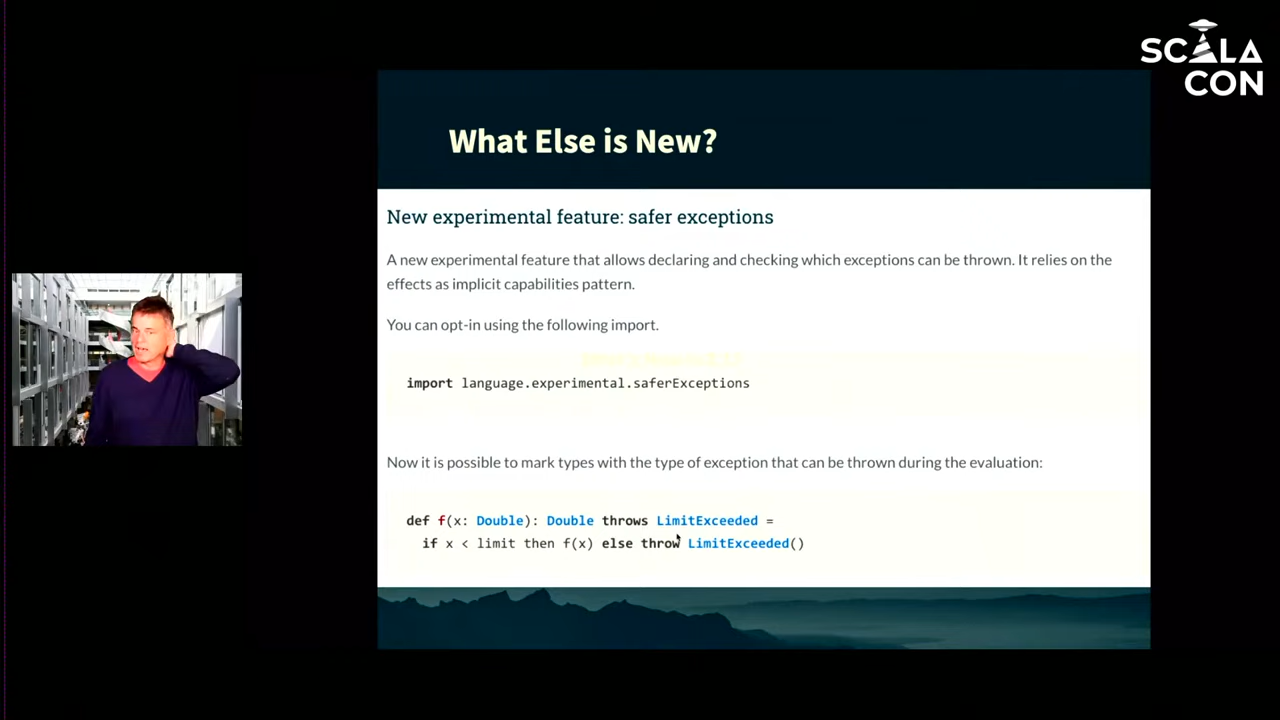 SCALA
CON
What Else is New?
New experimental feature: safer exceptions
A new experimental feature that allows declaring and checking which exceptions can be thrown. It relies on the
effects as implicit capabilities pattern.
You can opt-in using the following import.
import language.experimental.saferExceptions
Now it is possible to mark types with the type of exception that can be thrown during the evaluation:
def f(x: Double): Double throws LimitExceeded =
if x < limit then f(x) else throw LimitExceeded()